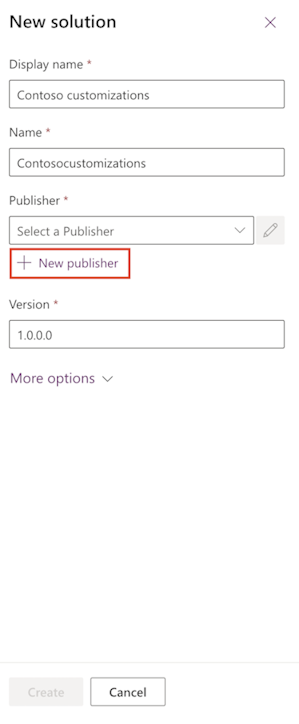 New solution
Display name *
Contoso customizations
Name *
Contosocustomizations
Publisher *
Select a Publisher
New publisher
Version *
1.0.0.0
More options
Create
Cancel